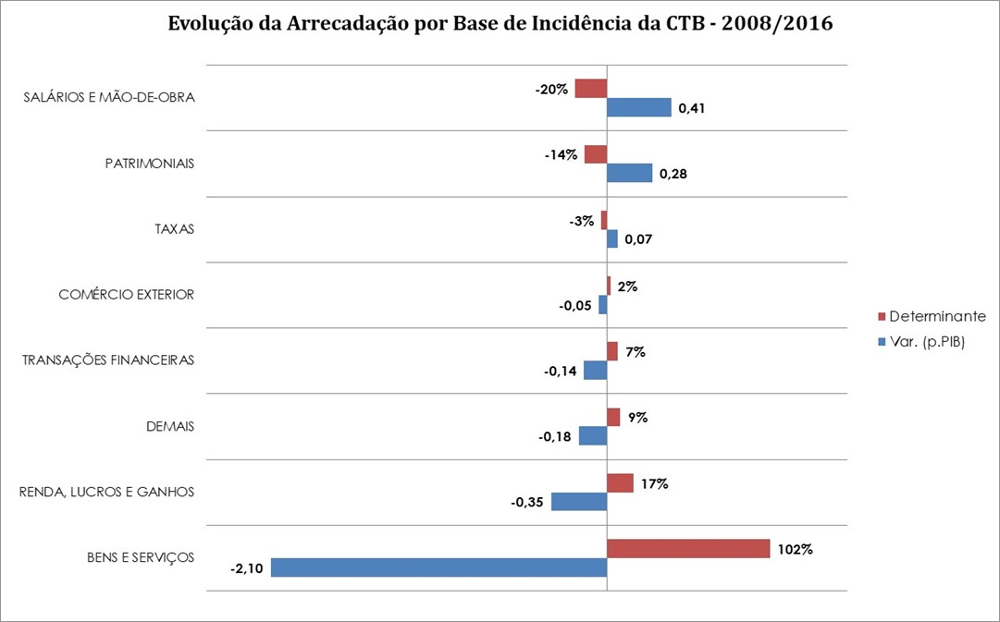 Evolução da Arrecadação por Base de Incidência da CTB - 2008/2016
SALÁRIOS E MÃO-DE-OBRA
-20%
0,41
PATRIMONIAIS
-14%
0,28
TAXAS
-3%
0,07
COMÉRCIO EXTERIOR
2%
-0,05
TRANSAÇÕES FINANCEIRAS
7%
-0,14
DEMAIS
9%
-0,18
RENDA, LUCROS E GANHOS
17%
-0,35
BENS E SERVIÇOS
102%
-2,10
Determinante
Var. (p.PIB)